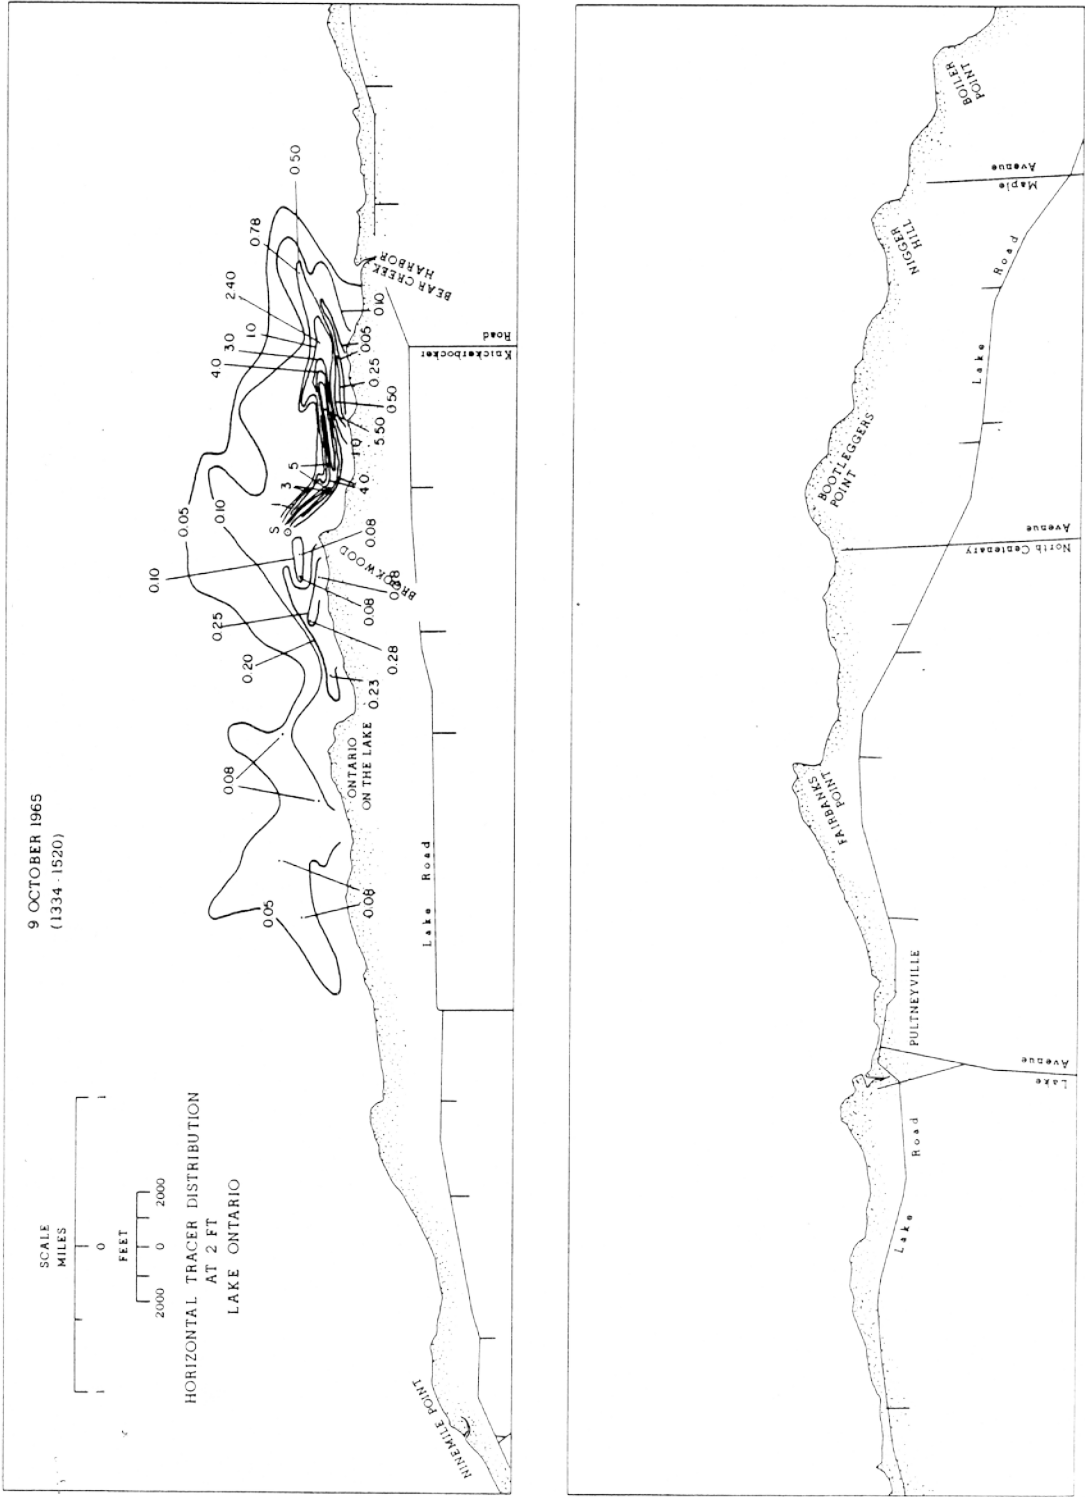 9 OCTOBER 1965
(1334 - 1520)
SCALE
MILES
1 0 1
FEET
2000 0 2000
HORIZONTAL TRACER DISTRIBUTION
AT 2 FT
LAKE ONTARIO
NINEMILE POINT
0.05
0.08
0.08
ONTARIO
ON THE LAKE
Lake Road
0.23
0.20
0.28
0.25
0.08
0.08
0.10
0.08
BROOKWOOD
0.05
0.10
S
1
3
5
4.0
1.0
5.50
0.50
0.25
0.05
0.10
4.0
3.0
1.0
2.40
0.78
0.50
BEAR CREEK
HARBOR
Knickerbocker
Road
Lake
Road
Lake
Avenue
PULTNEYVILLE
FAIRBANKS
POINT
North Centenary
Avenue
BOOTLEGGERS
POINT
Lake
Road
NIGGER
HILL
Maple
Avenue
BOILER
POINT